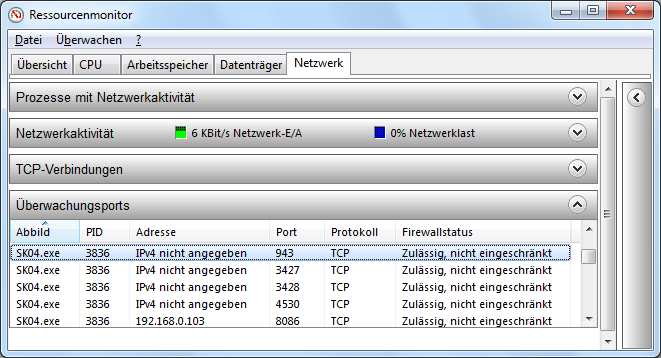 Ressourcenmonitor
Datei Überwachen ?
Übersicht CPU Arbeitsspeicher Datenträger Netzwerk
Prozesse mit Netzwerkaktivität
Netzwerkaktivität 6 KBit/s Netzwerk-E/A 0% Netzwerklast
TCP-Verbindungen
Überwachungsports
Abbild PID Adresse Port Protokoll Firewallstatus
SK04.exe 3836 IPv4 nicht angegeben 943 TCP Zulässig, nicht eingeschränkt
SK04.exe 3836 IPv4 nicht angegeben 3427 TCP Zulässig, nicht eingeschränkt
SK04.exe 3836 IPv4 nicht angegeben 3428 TCP Zulässig, nicht eingeschränkt
SK04.exe 3836 IPv4 nicht angegeben 4530 TCP Zulässig, nicht eingeschränkt
SK04.exe 3836 192.168.0.103 8086 TCP Zulässig, nicht eingeschränkt